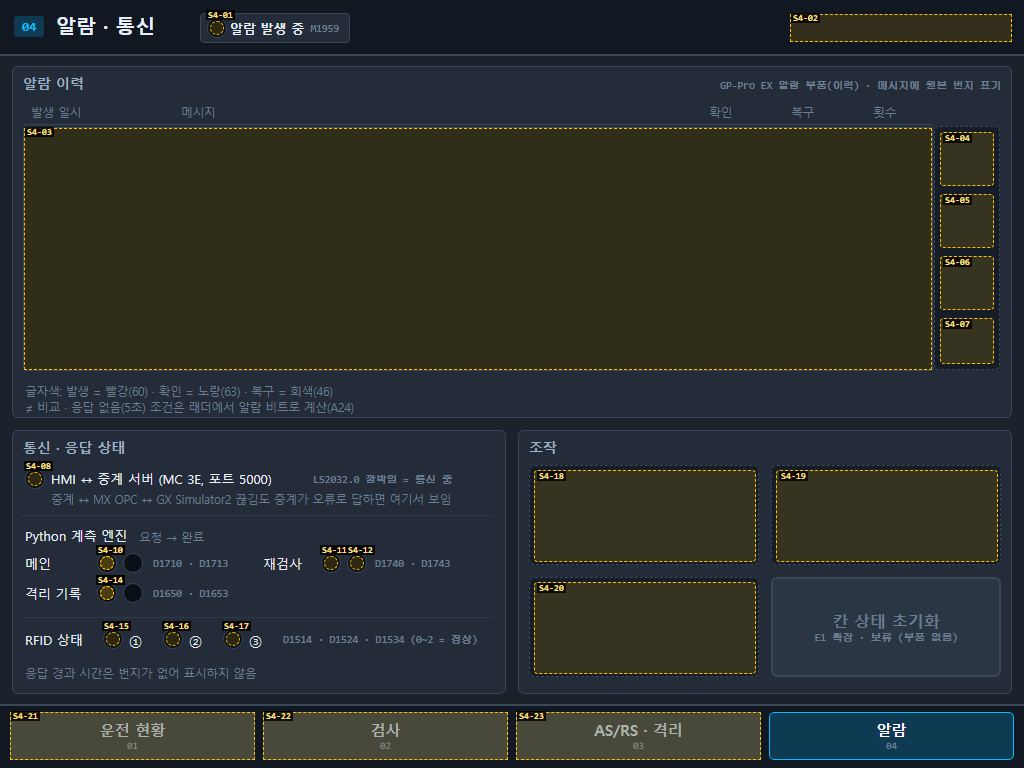 04 알람 · 통신
S4-01
알람 발생 중 M1959
S4-02
알람 이력
GP-Pro EX 알람 부품(이력) · 메시지에 원본 번지 표기
발생 일시 메시지 확인 복구 횟수
S4-03
S4-04
S4-05
S4-06
S4-07
글자색: 발생 = 빨강(60) · 확인 = 노랑(63) · 복구 = 회색(46)
≠ 비교 · 응답 없음(5초) 조건은 래더에서 알람 비트로 계산(A24)
통신 · 응답 상태
S4-08
HMI ↔ 중계 서버 (MC 3E, 포트 5000) LS2032.0 깜박임 = 통신 중
중계 ↔ MX OPC ↔ GX Simulator2 끊김도 중계가 오류로 답하면 여기서 보임
Python 계측 엔진 요청 → 완료
S4-10 S4-11 S4-12
메인 D1710 · D1713 재검사 D1740 · D1743
S4-14
격리 기록 D1650 · D1653
S4-15 S4-16 S4-17
RFID 상태 ① ② ③ D1514 · D1524 · D1534 (0~2 = 정상)
응답 경과 시간은 번지가 없어 표시하지 않음
조작
S4-18
S4-19
S4-20
칸 상태 초기화
E1 확장 · 보류 (부품 없음)
S4-21 S4-22 S4-23
운전 현황 검사 AS/RS · 격리 알람
01 02 03 04